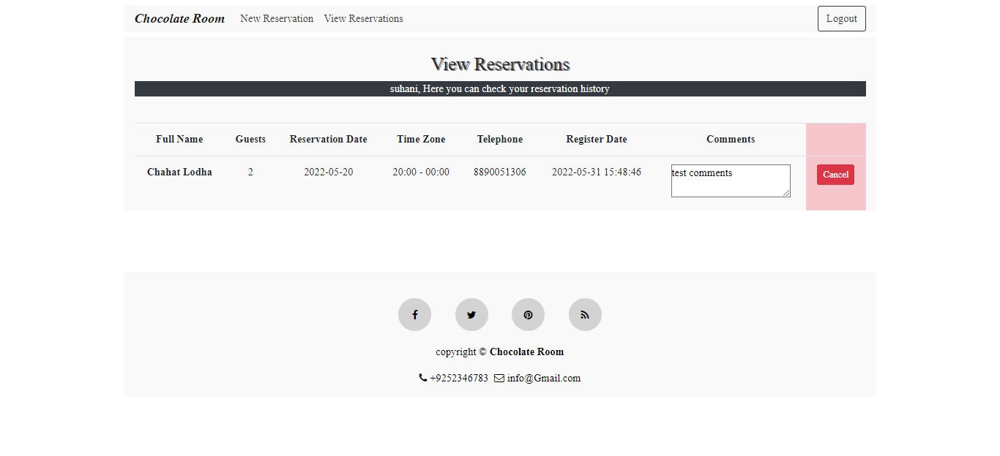 Chocolate Room New Reservation View Reservations Logout
View Reservations
suhani, Here you can check your reservation history
Full Name Guests Reservation Date Time Zone Telephone Register Date Comments
Chahat Lodha 2 2022-05-20 20:00 - 00:00 8890051306 2022-05-31 15:48:46 test comments Cancel
copyright © Chocolate Room
+9252346783 info@Gmail.com